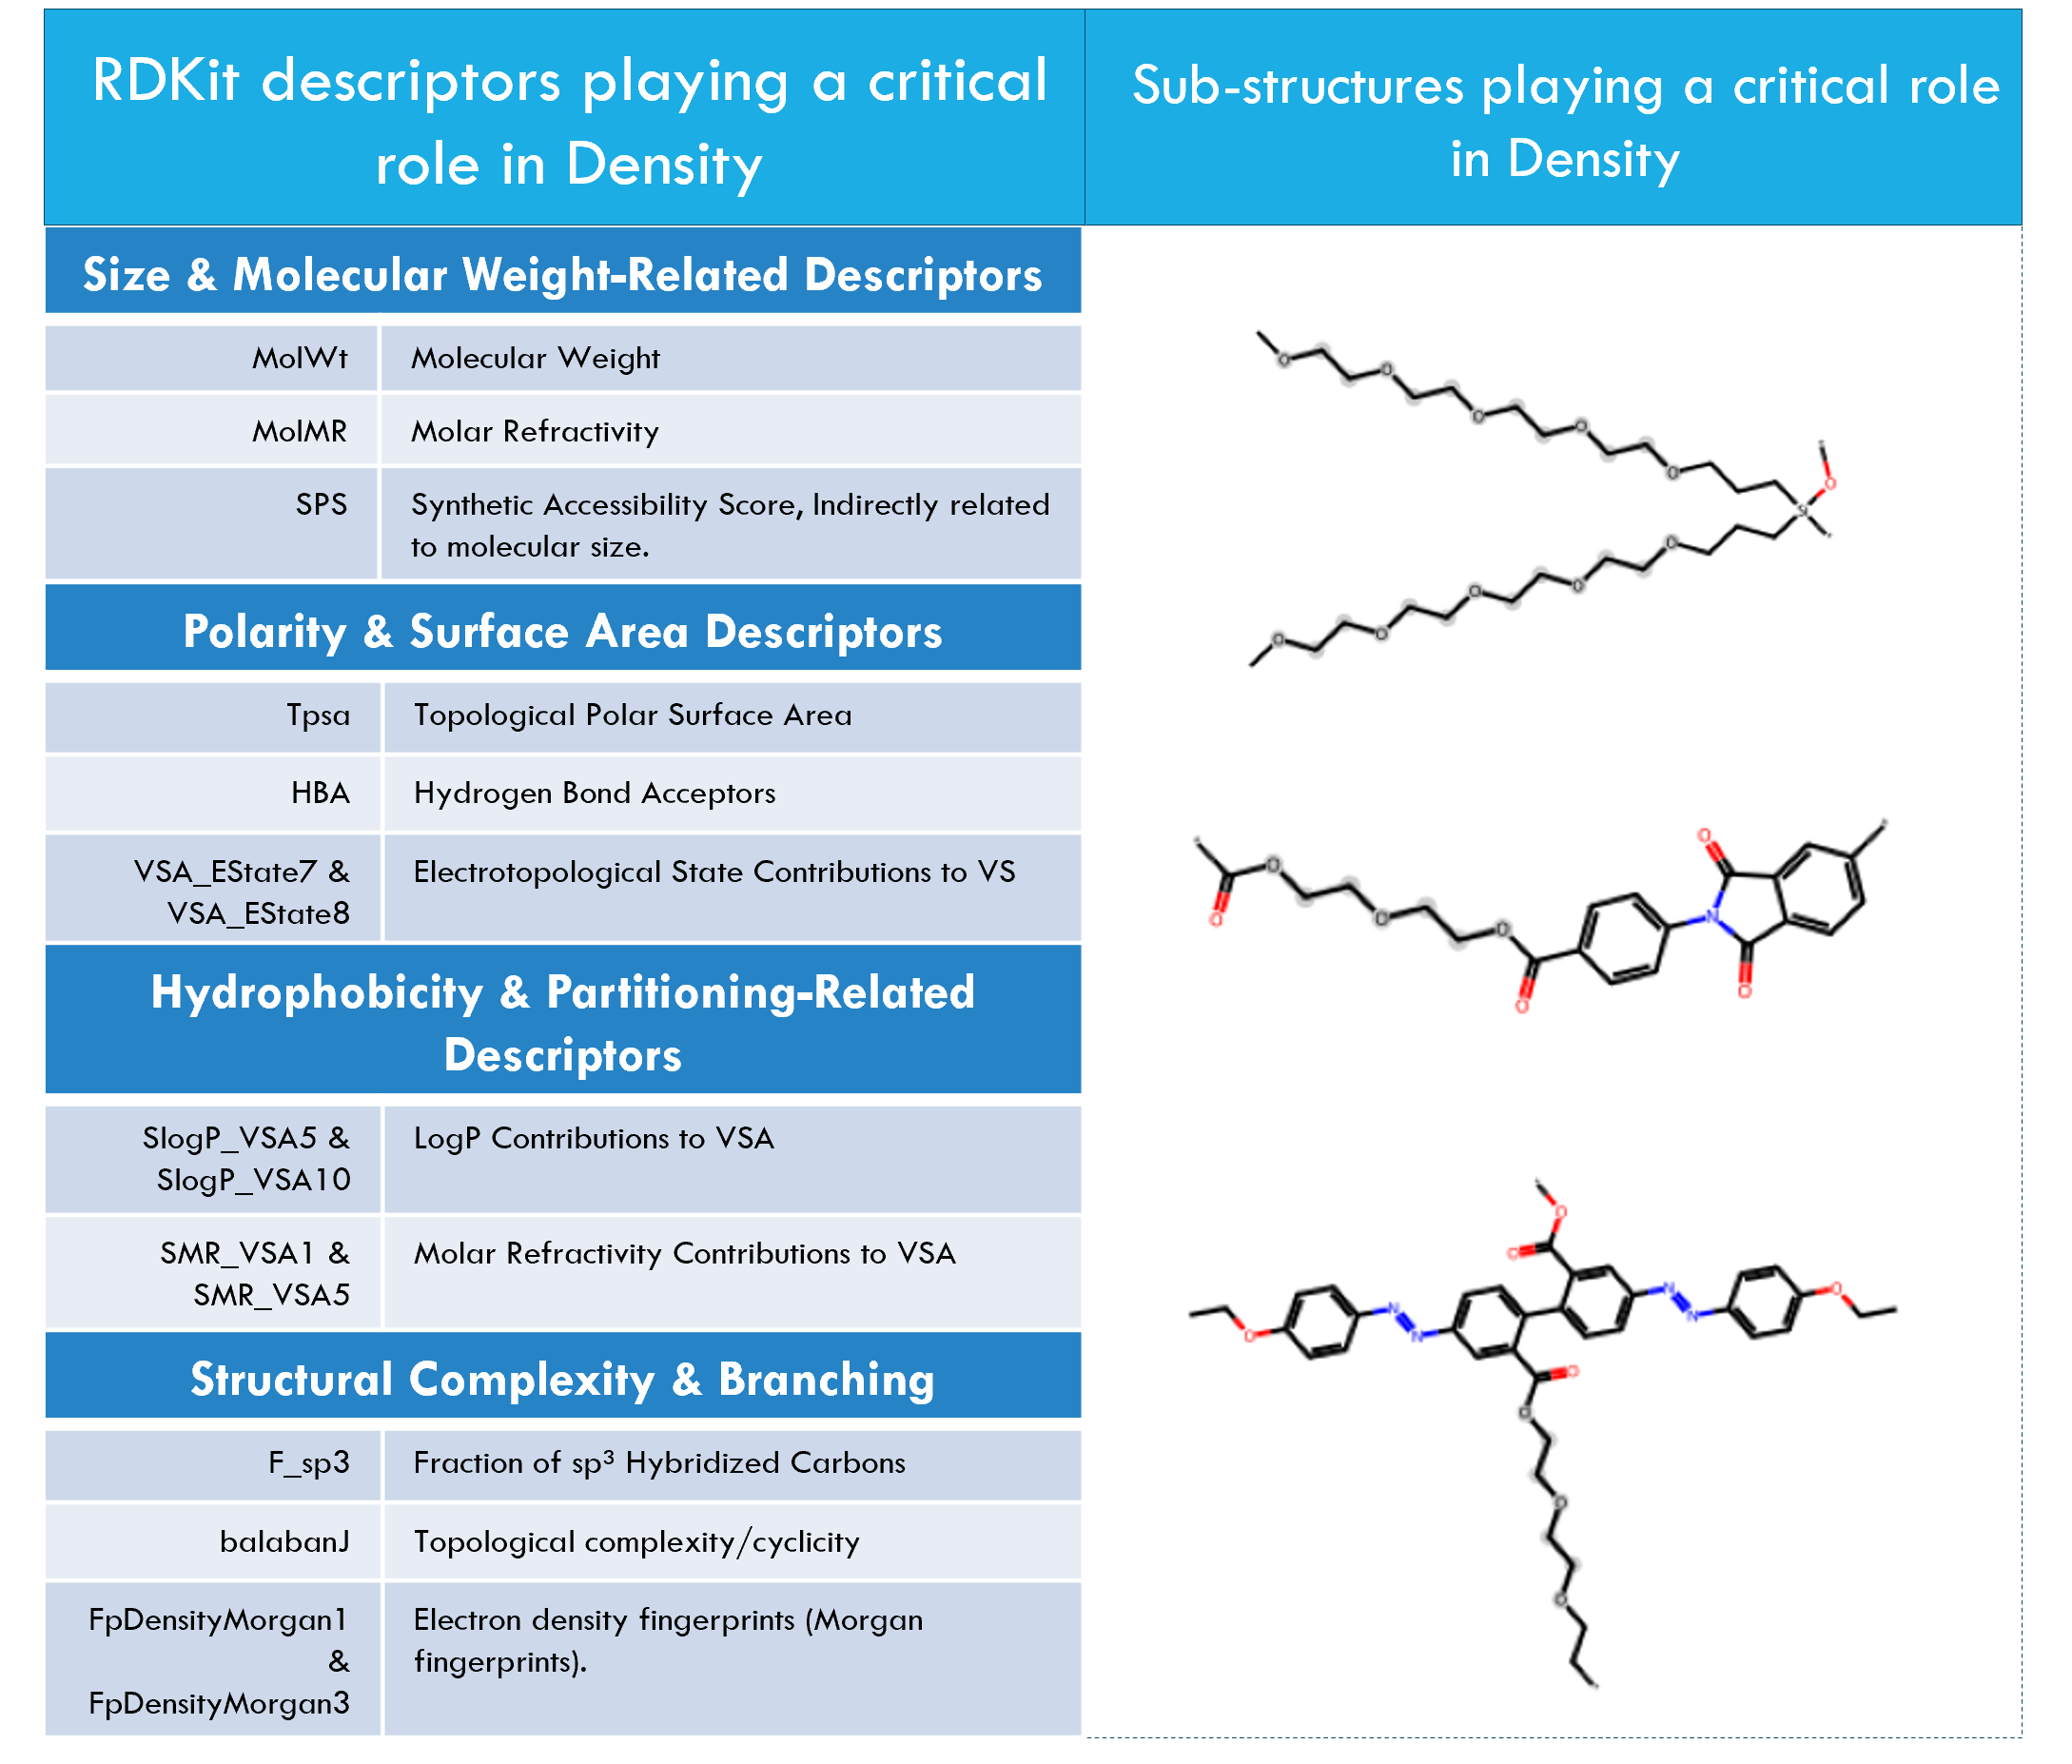 RDKit descriptors playing a critical
role in Density
Sub-structures playing a critical role
in Density
Size & Molecular Weight-Related Descriptors
MolWt
Molecular Weight
MolMR
Molar Refractivity
SPS
Synthetic Accessibility Score, Indirectly related
to molecular size.
Polarity & Surface Area Descriptors
Tpsa
Topological Polar Surface Area
HBA
Hydrogen Bond Acceptors
VSA_EState7 &
VSA_EState8
Electrotopological State Contributions to VS
Hydrophobicity & Partitioning-Related
Descriptors
SlogP_VSA5 &
SlogP_VSA10
LogP Contributions to VSA
SMR_VSA1 &
SMR_VSA5
Molar Refractivity Contributions to VSA
Structural Complexity & Branching
F_sp3
Fraction of sp³ Hybridized Carbons
balabanJ
Topological complexity/cyclicity
FpDensityMorgan1
&
FpDensityMorgan3
Electron density fingerprints (Morgan
fingerprints).
O
O
O
O
O
O
Si
O
O
O
O
O
O
O
O
O
O
O
N
O
O
O
O
O
N
N
O
N
N
O
O
O
O
O